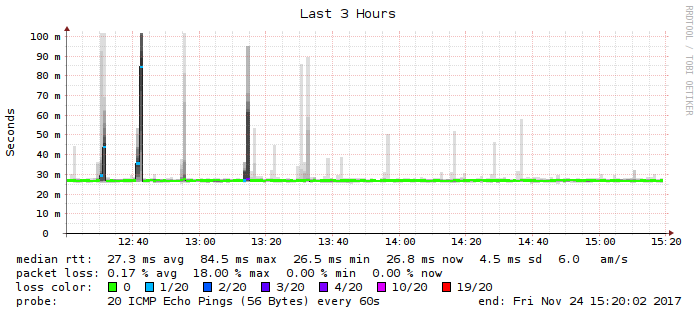 Last 3 Hours
RRDTOOL / TOBI OETIKER
Seconds
100 m
90 m
80 m
70 m
60 m
50 m
40 m
30 m
20 m
10 m
0
12:40 13:00 13:20 13:40 14:00 14:20 14:40 15:00 15:20
median rtt: 27.3 ms avg 84.5 ms max 26.5 ms min 26.8 ms now 4.5 ms sd 6.0 am/s
packet loss: 0.17 % avg 18.00 % max 0.00 % min 0.00 % now
loss color: 0 1/20 2/20 3/20 4/20 10/20 19/20
probe: 20 ICMP Echo Pings (56 Bytes) every 60s end: Fri Nov 24 15:20:02 2017